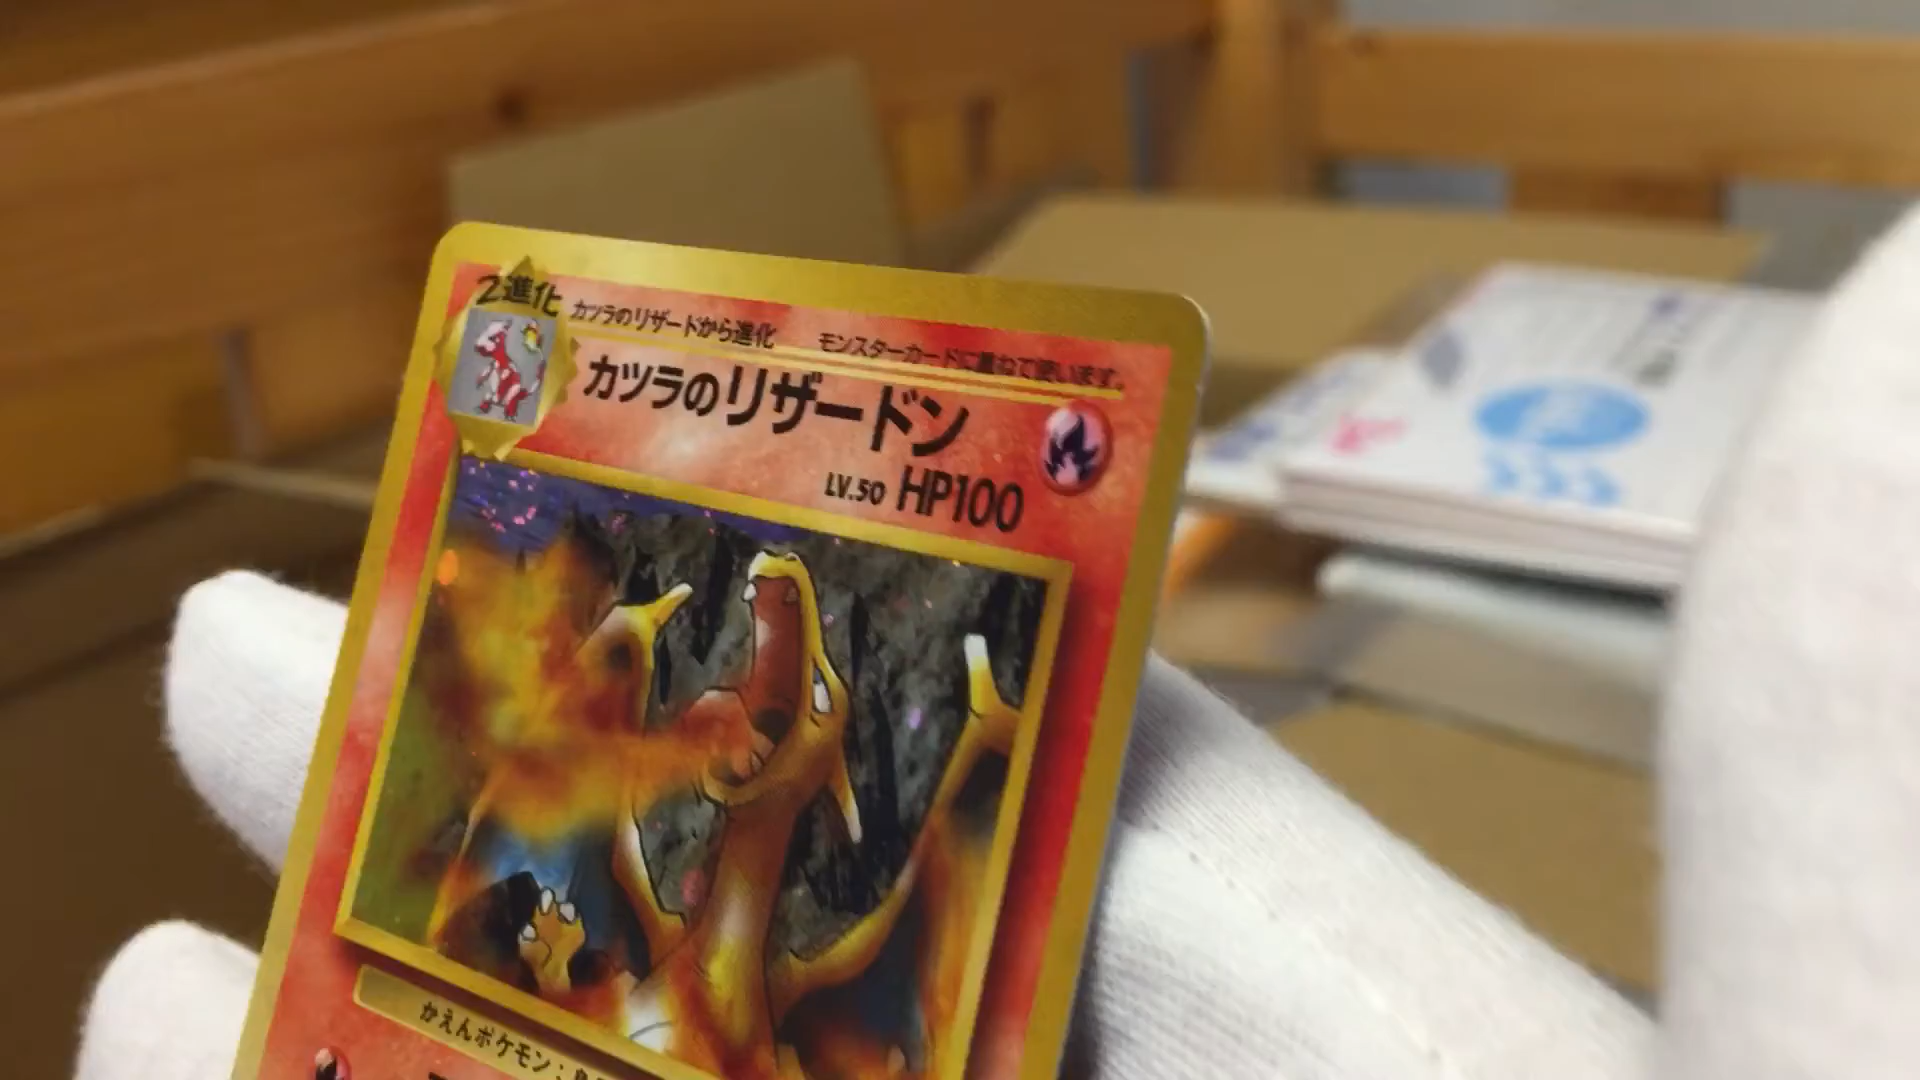 2進化
カツラのリザードから進化 モンスターカードに重ねて使います。
カツラのリザードン
LV.50 HP100
かえんポケモン：